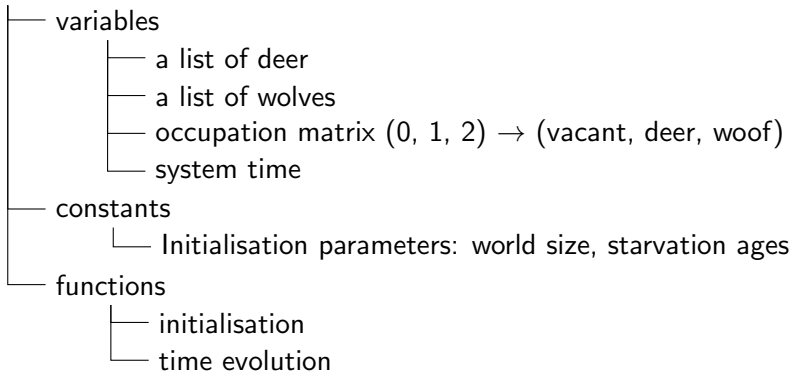 variables
a list of deer
a list of wolves
occupation matrix (0, 1, 2) → (vacant, deer, woof)
system time
constants
Initialisation parameters: world size, starvation ages
functions
initialisation
time evolution